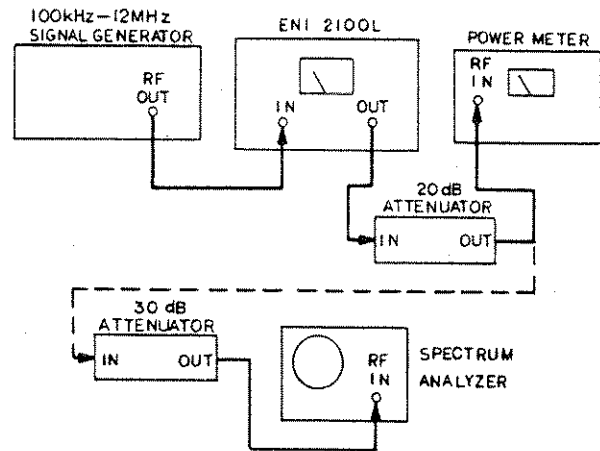 100kHz-12MHz
SIGNAL GENERATOR
RF
OUT
ENI 2100L
IN
OUT
POWER METER
RF
IN
20dB
ATTENUATOR
IN
OUT
30 dB
ATTENUATOR
IN
OUT
RF
IN
SPECTRUM
ANALYZER